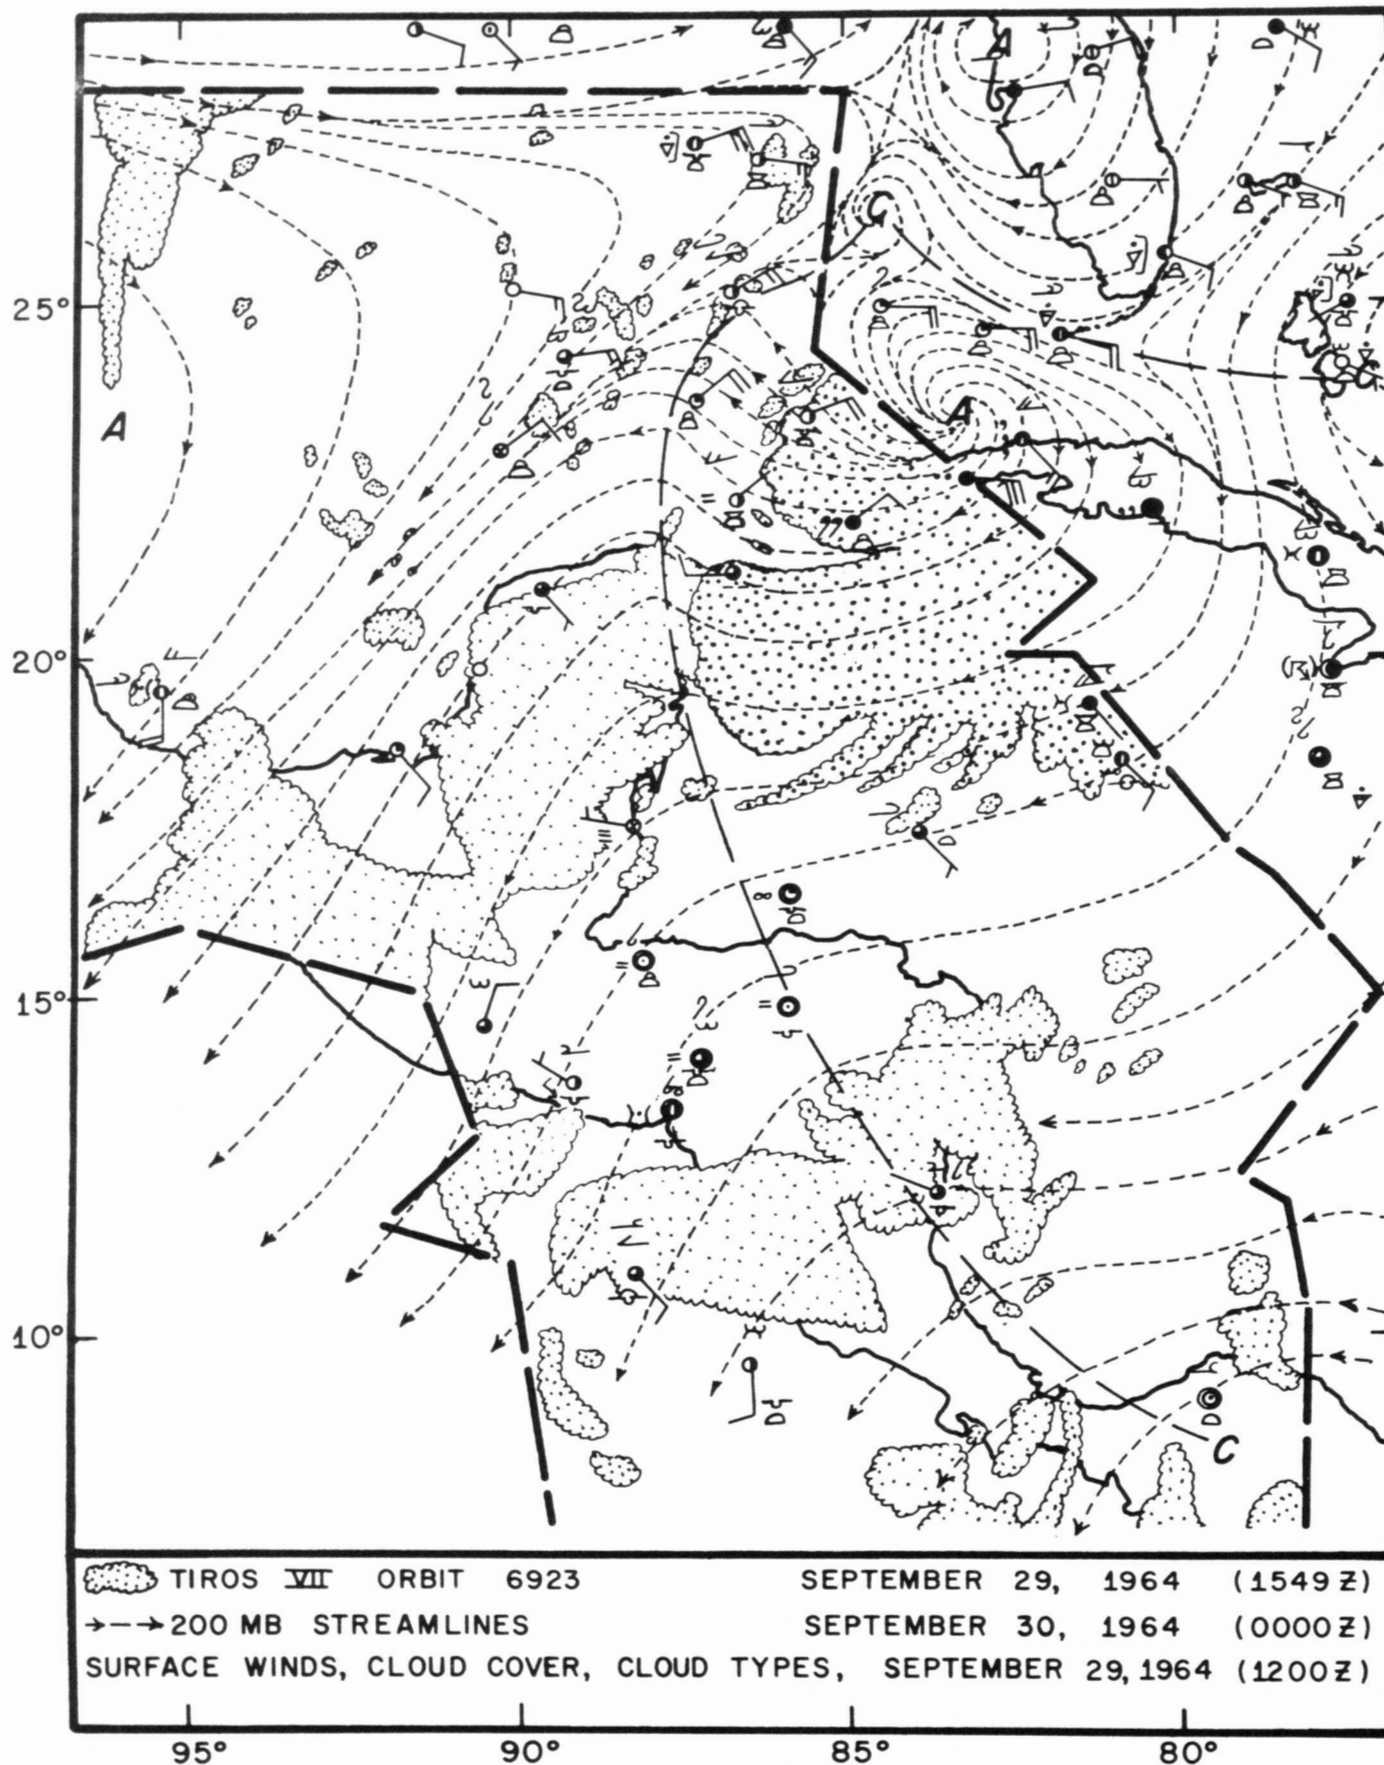 A
A
C
25°
A
A
20°
15°
10°
C
TIROS VII ORBIT 6923 SEPTEMBER 29, 1964 (1549Z)
200 MB STREAMLINES SEPTEMBER 30, 1964 (0000Z)
SURFACE WINDS, CLOUD COVER, CLOUD TYPES, SEPTEMBER 29,1964 (1200Z)
95° 90° 85° 80°